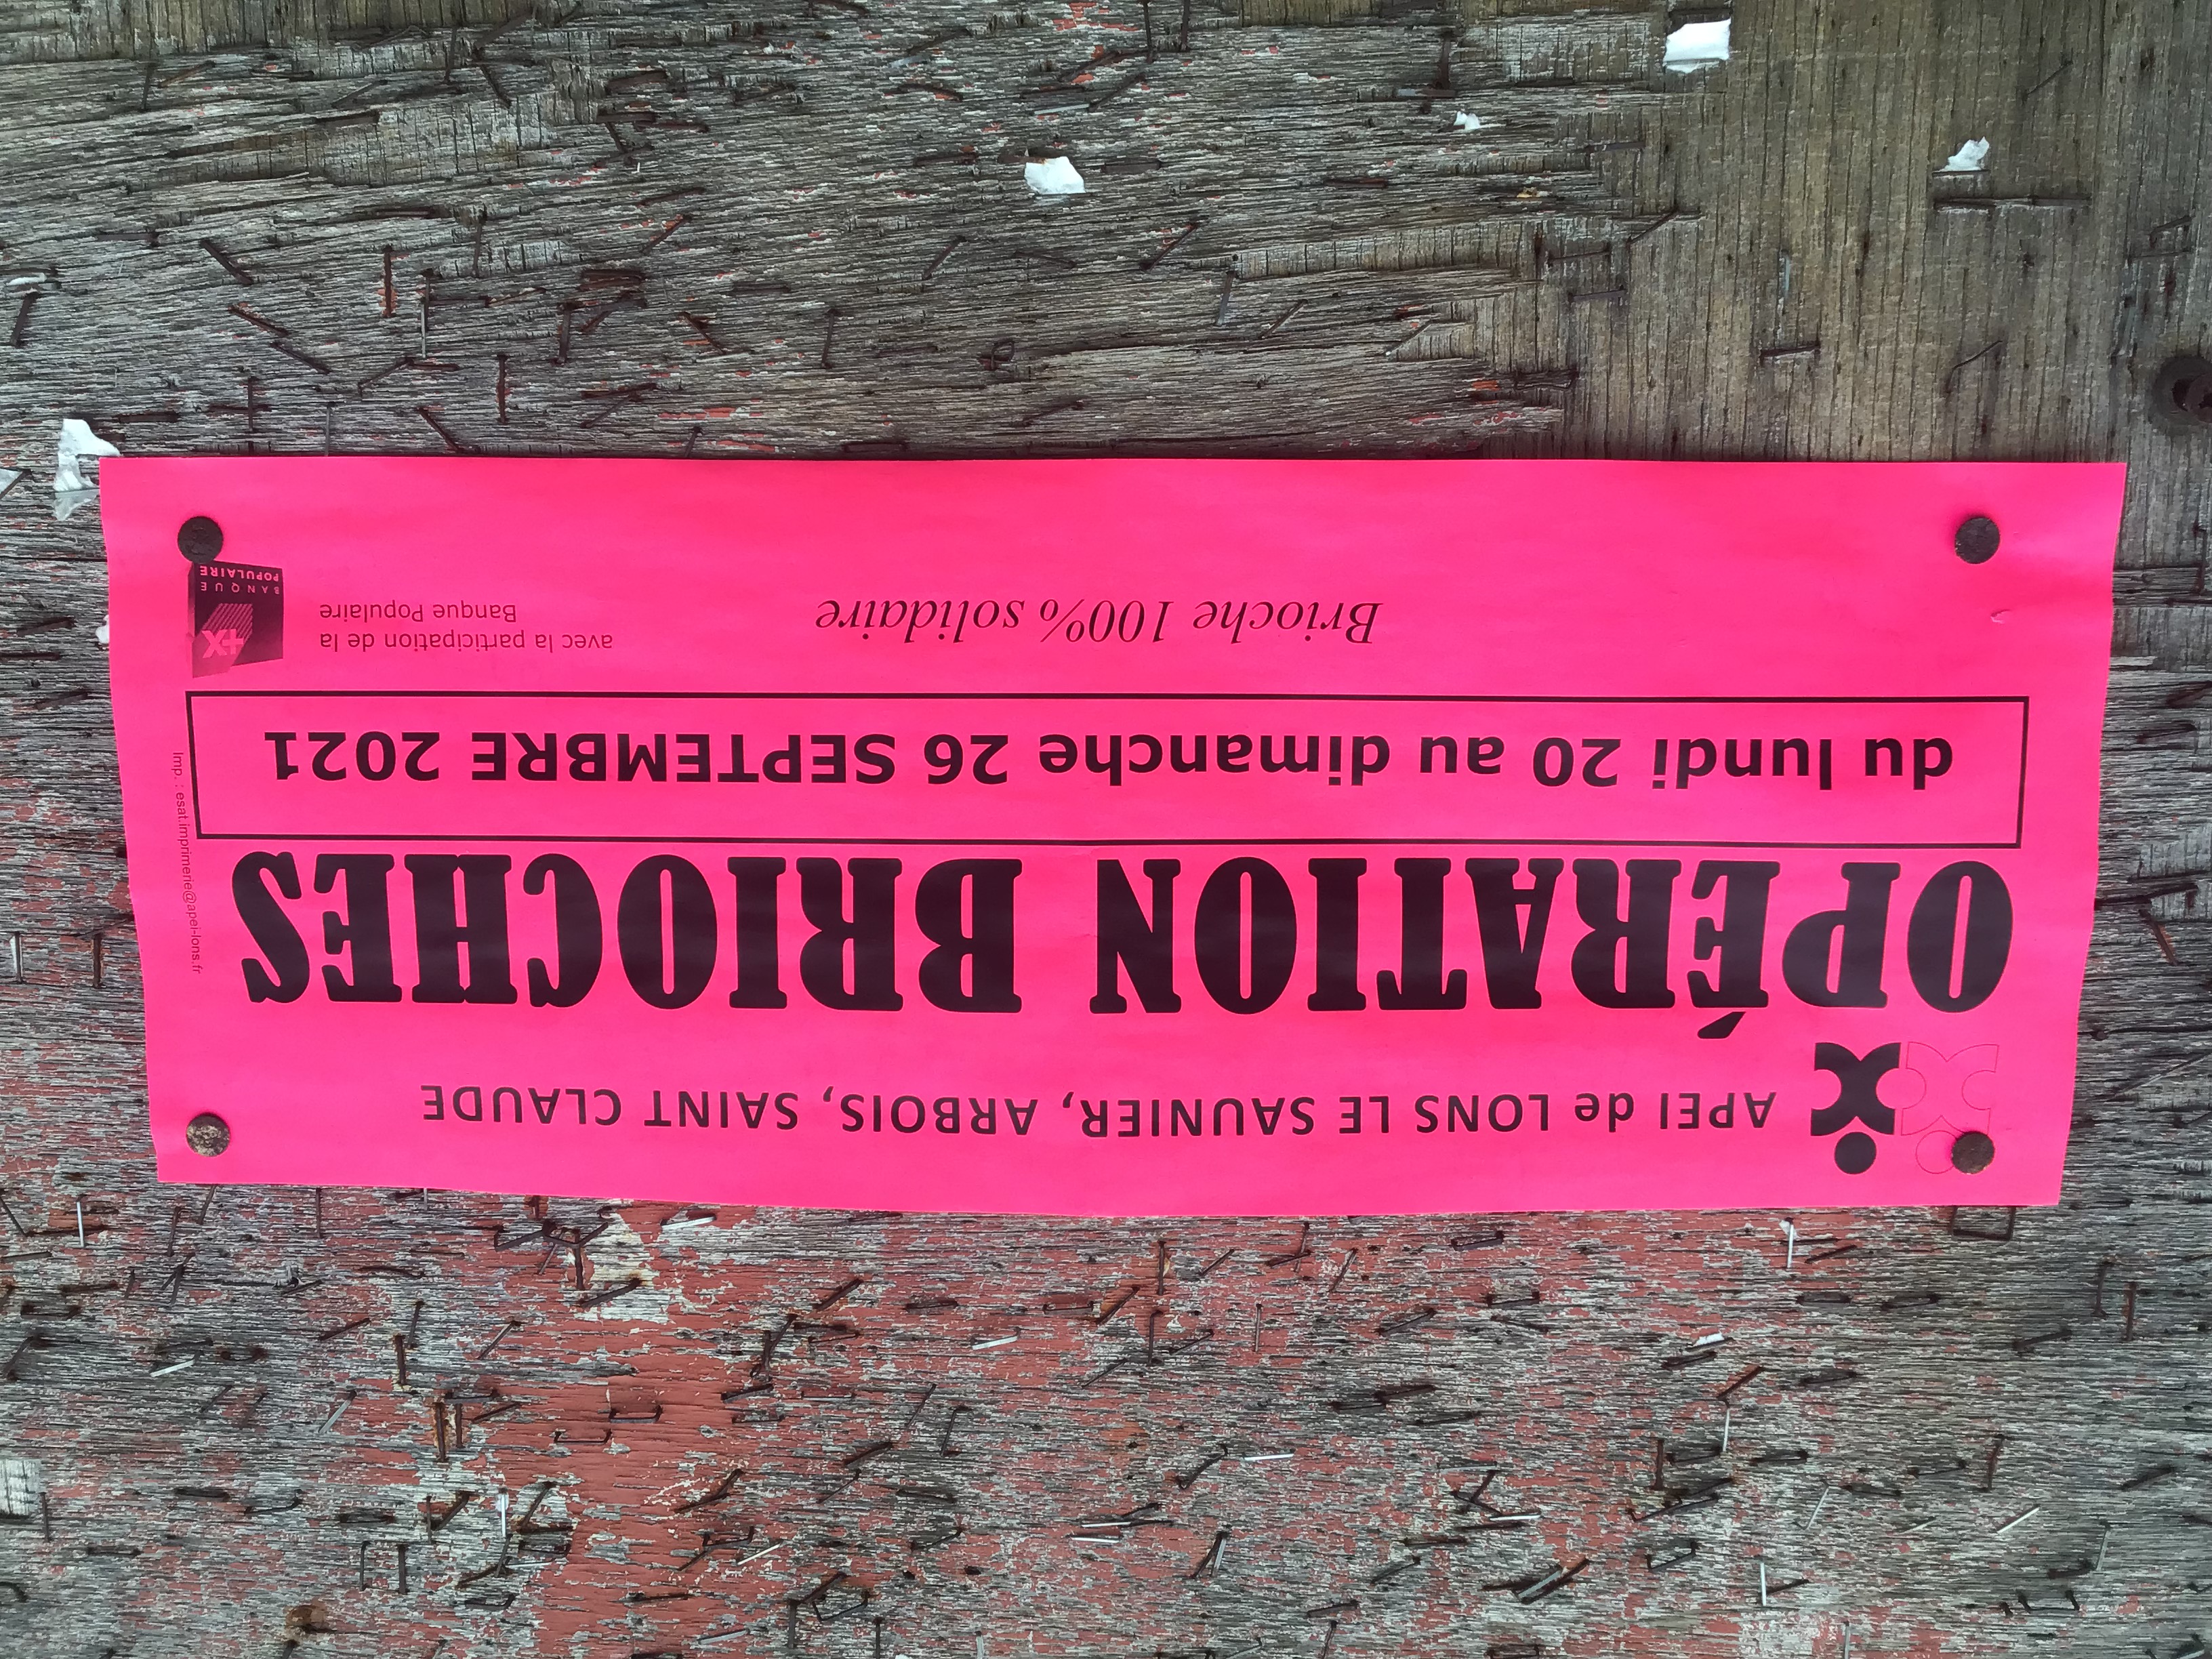 APEI de LONS LE SAUNIER, ARBOIS, SAINT CLAUDE
OPÉRATION BRIOCHES
du lundi 20 au dimanche 26 SEPTEMBRE 2021
Brioche 100% solidaire
avec la participation de la
Banque Populaire
BANQUE
POPULAIRE
Imp. : esat.imprimerie@apei-lons.fr